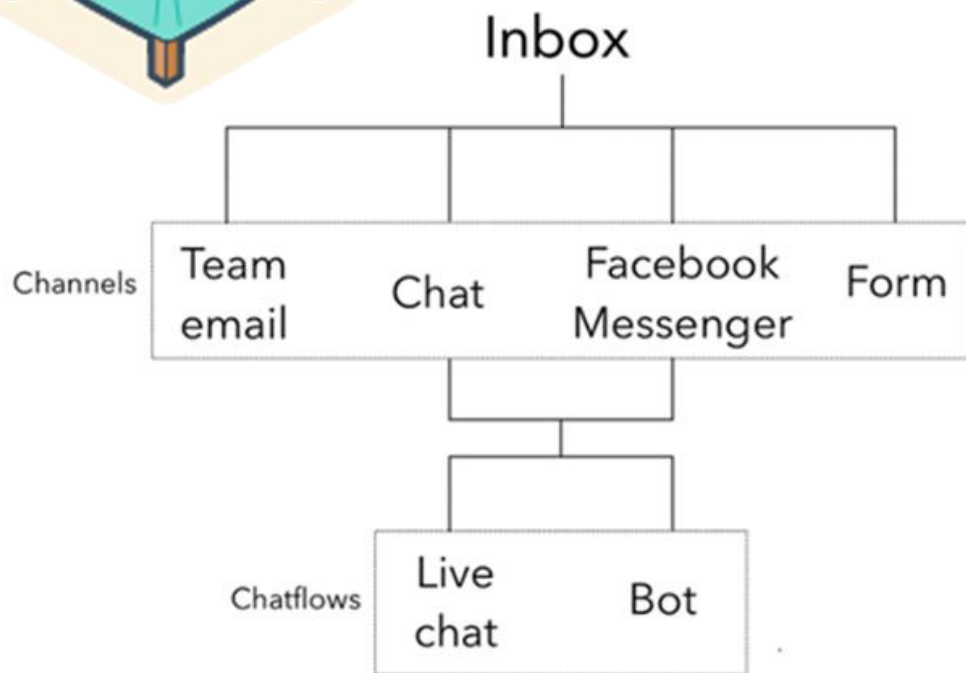 Inbox
Channels
Team
email
Chat
Facebook
Messenger
Form
Chatflows
Live
chat
Bot